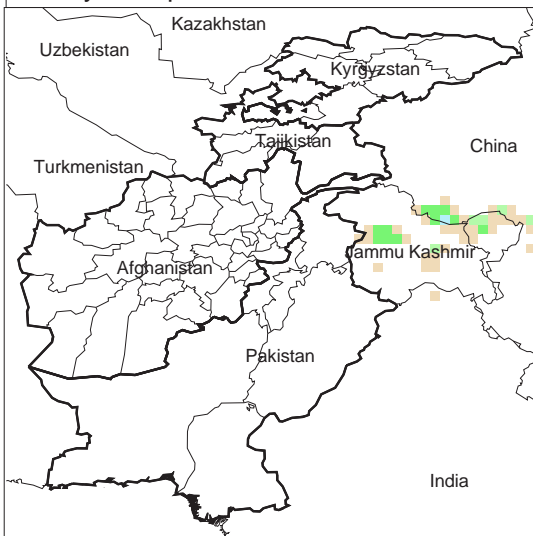 Kazakhstan
Uzbekistan
Kyrgyzstan
Tajikistan
China
Turkmenistan
Jammu Kashmir
Afghanistan
Pakistan
India